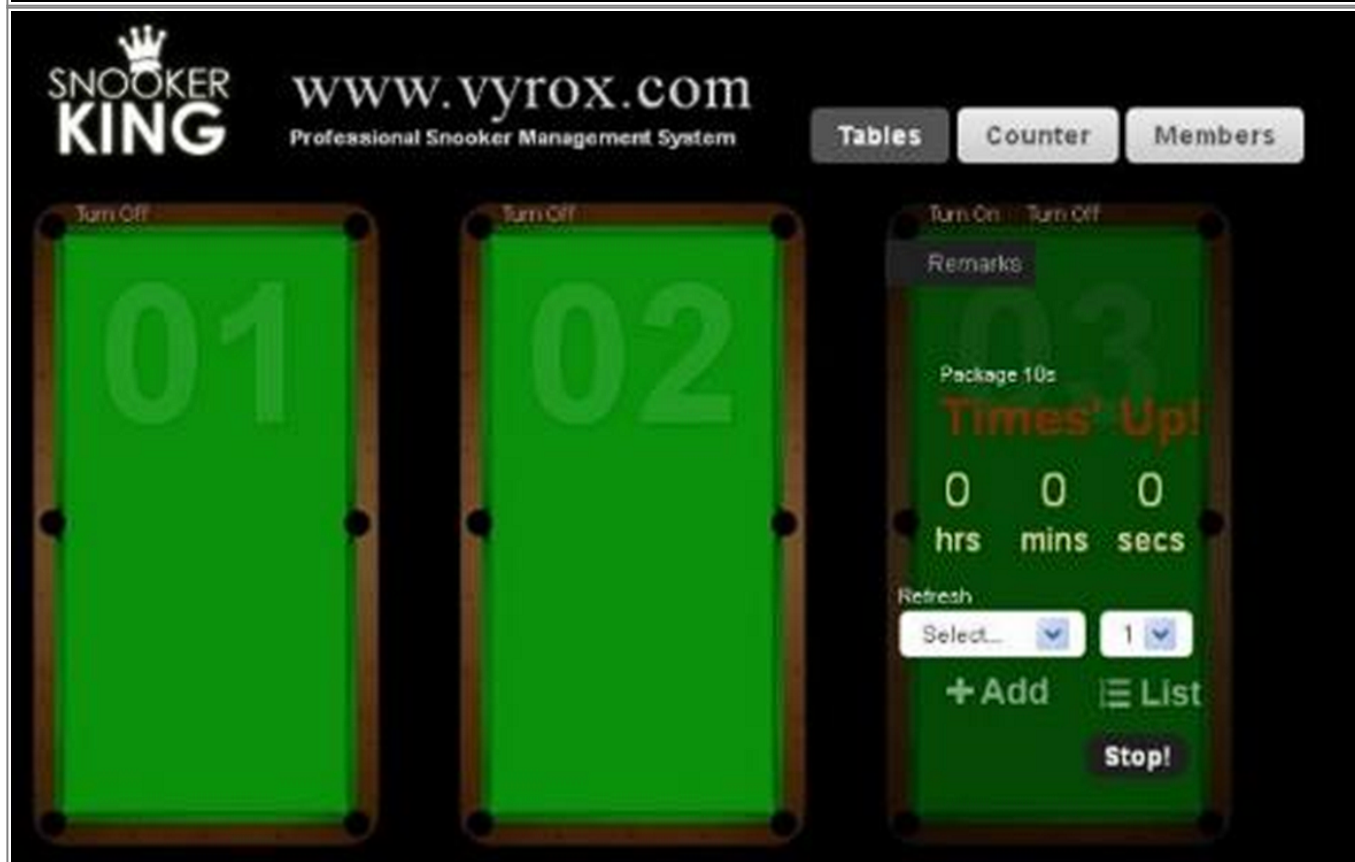 SNOOKER
KING
www.vyrox.com
Professional Snooker Management System
Tables
Counter
Members
Turn Off
Turn Off
Turn On Turn Off
01
02
03
Remarks
Package 10s
Times' Up!
0 0 0
hrs mins secs
Refresh
Select... 1
+ Add List
Stop!